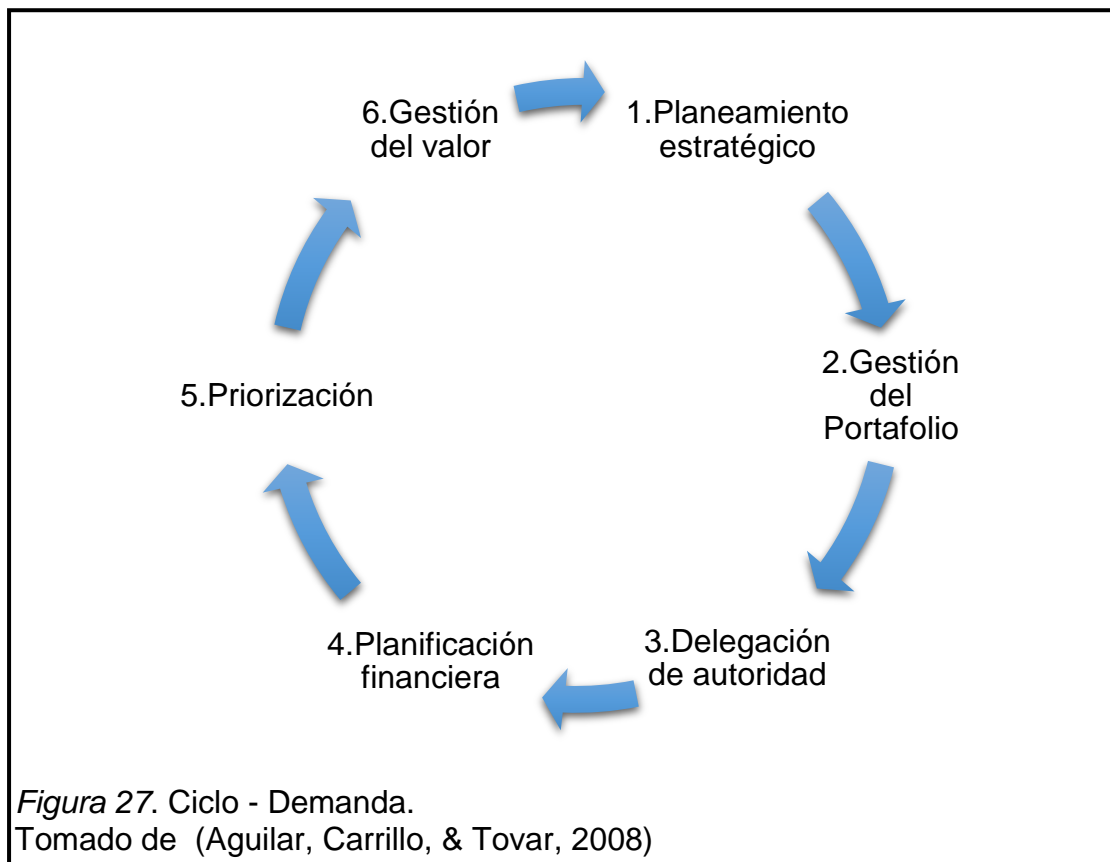 6.Gestión
del valor
1.Planeamiento
estratégico
2.Gestión
del
Portafolio
3.Delegación
de autoridad
4.Planificación
financiera
5.Priorización
Figura 27. Ciclo - Demanda.
Tomado de  (Aguilar, Carrillo, & Tovar, 2008)